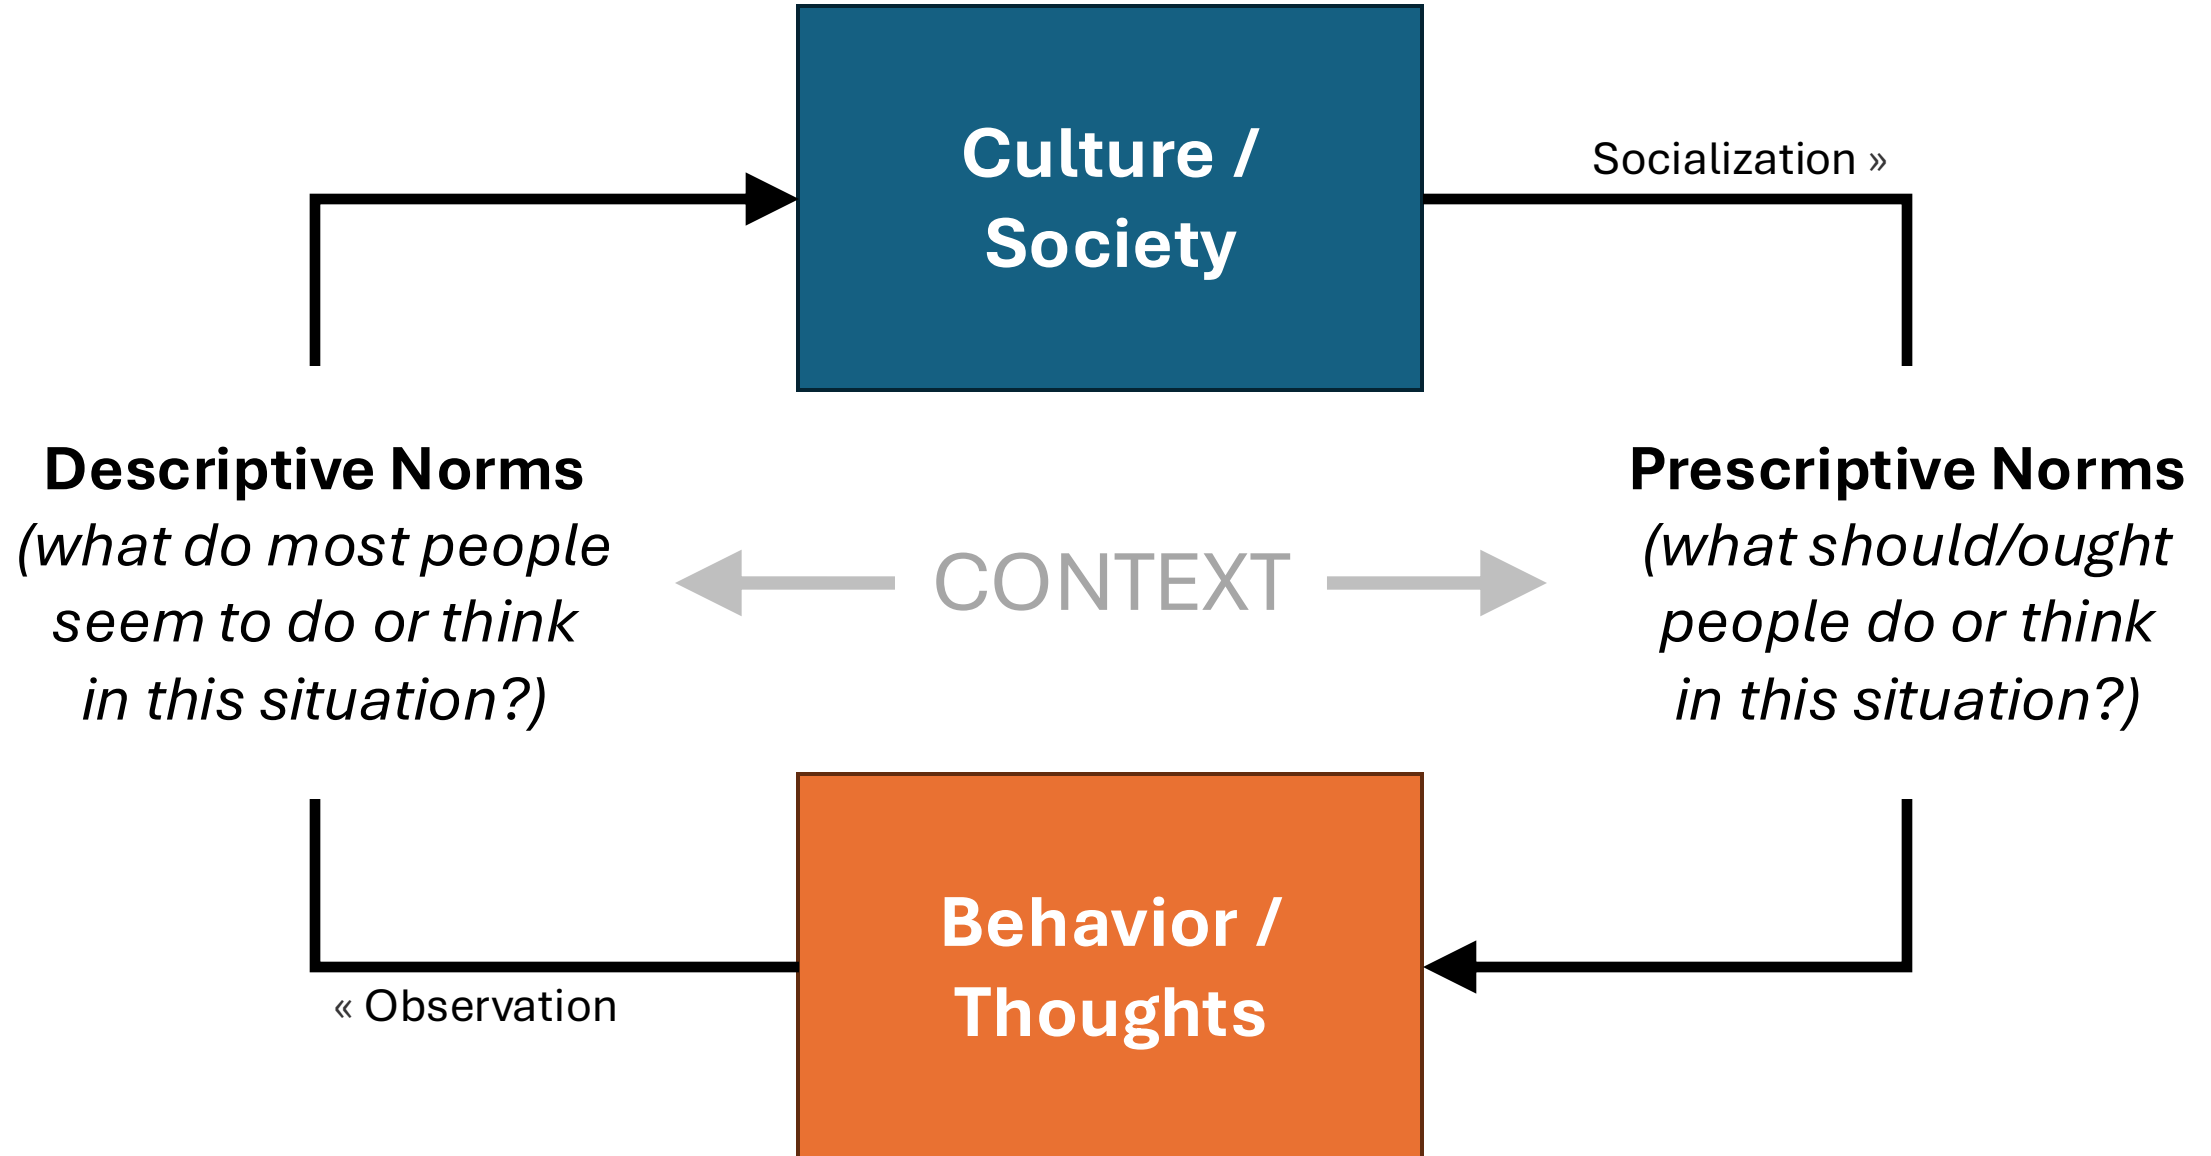 Culture /
Society
Socialization »
Descriptive Norms
(what do most people
seem to do or think
in this situation?)
CONTEXT
Prescriptive Norms
(what should/ought
people do or think
in this situation?)
Behavior /
Thoughts
« Observation